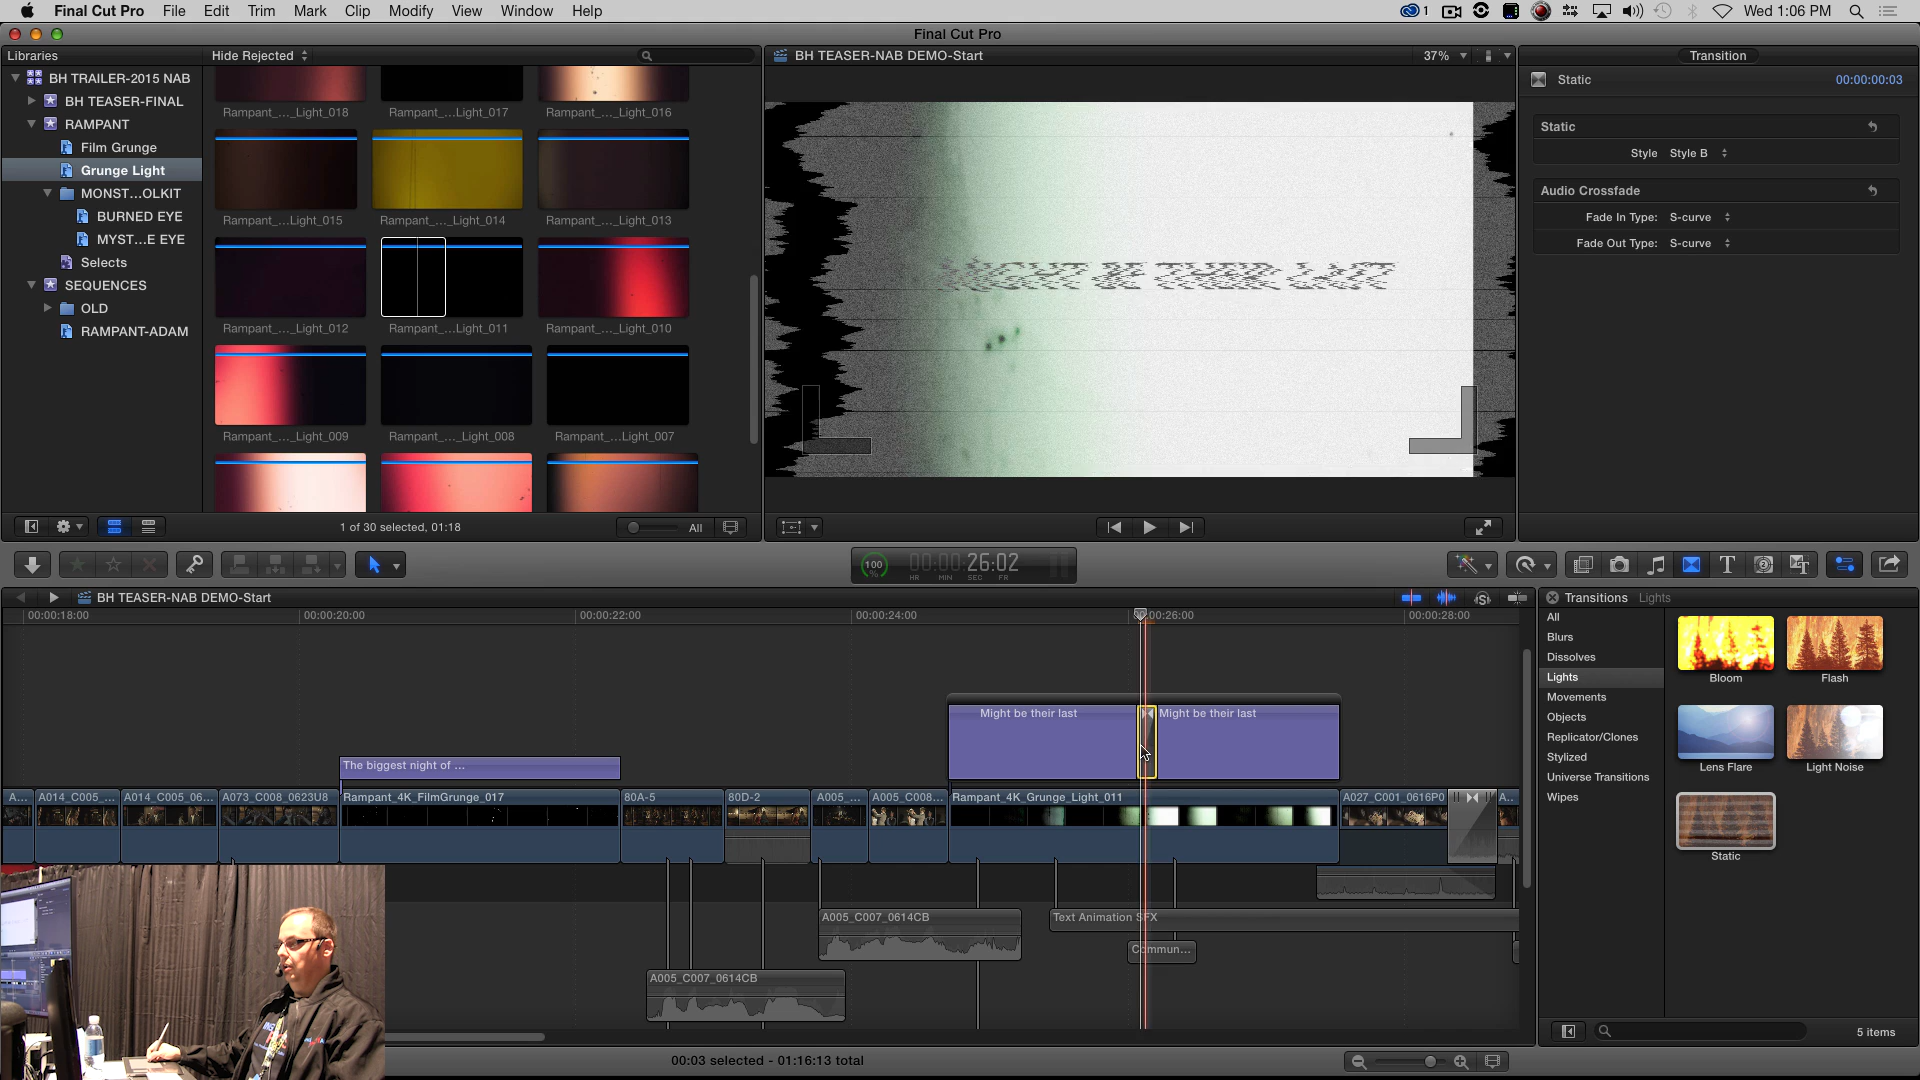 Final Cut Pro File Edit Trim Mark Clip Modify View Window Help
1 Wed 1:06 PM
Final Cut Pro
Libraries
Hide Rejected
BH TRAILER-2015 NAB
BH TEASER-FINAL
RAMPANT
Film Grunge
Grunge Light
MONST...OLKIT
BURNED EYE
MYST...E EYE
Selects
SEQUENCES
OLD
RAMPANT-ADAM
Rampant_..._Light_018
Rampant_...Light_017
Rampant_..._Light_016
Rampant_...Light_015
Rampant_..._Light_014
Rampant_...Light_013
Rampant_..._Light_012
Rampant_...Light_011
Rampant_..._Light_010
Rampant_..._Light_009
Rampant_..._Light_008
Rampant_...Light_007
1 of 30 selected, 01:18
All
BH TEASER-NAB DEMO-Start
37%
Transition
Static
00:00:00:03
Static
Style Style B
Audio Crossfade
Fade In Type: S-curve
Fade Out Type: S-curve
100
%
00:00:26:02
HR MIN SEC FR
BH TEASER-NAB DEMO-Start
00:00:18:00
00:00:20:00
00:00:22:00
00:00:24:00
00:00:26:00
00:00:28:00
Might be their last
Might be their last
The biggest night of ...
A...
A014_C005_...
A014_C005_06...
A073_C008_0623U8
Rampant_4K_FilmGrunge_017
80A-5
80D-2
A005_...
A005_C008...
Rampant_4K_Grunge_Light_011
A027_C001_0616P0
A...
A005_C007_0614CB
Text Animation SFX
Commun...
A005_C007_0614CB
00:03 selected - 01:16:13 total
Transitions Lights
All
Blurs
Dissolves
Lights
Movements
Objects
Replicator/Clones
Stylized
Universe Transitions
Wipes
Bloom
Flash
Lens Flare
Light Noise
Static
5 items